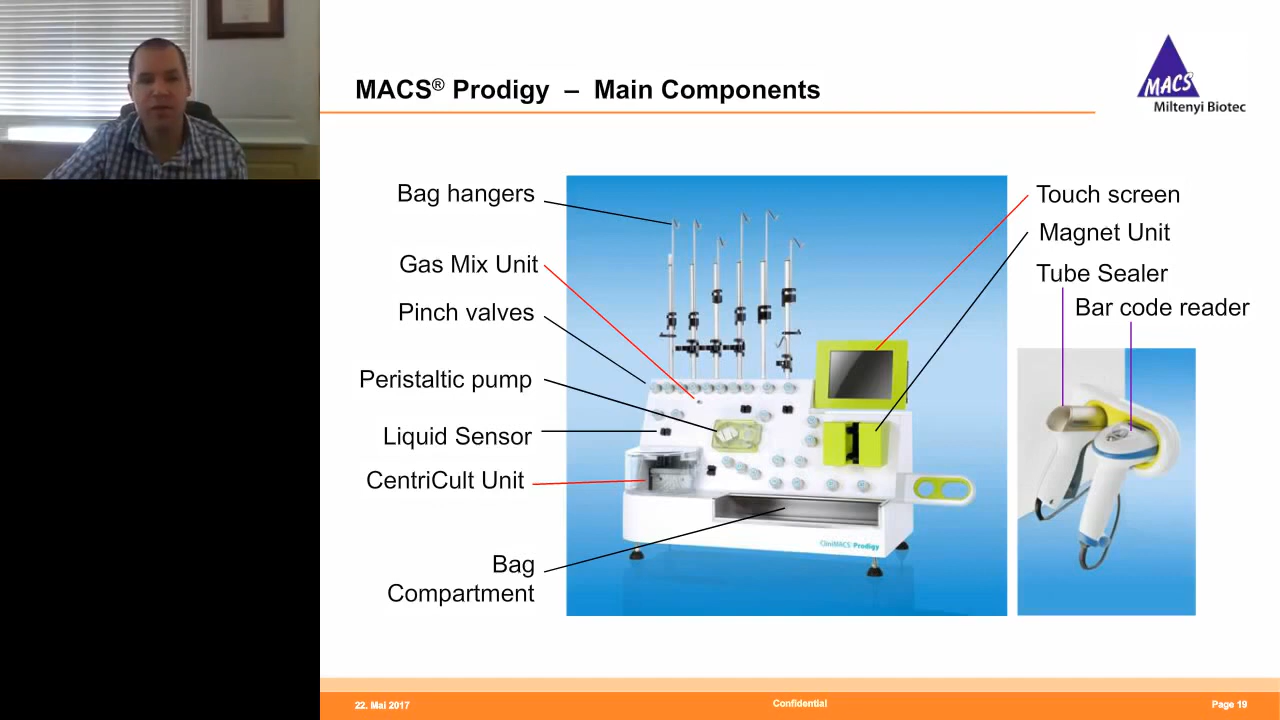 MACS® Prodigy – Main Components
MACS
Miltenyi Biotec
Bag hangers
Gas Mix Unit
Pinch valves
Peristaltic pump
Liquid Sensor
CentriCult Unit
Bag
Compartment
Touch screen
Magnet Unit
Tube Sealer
Bar code reader
CliniMACS Prodigy
22. Mai 2017
Confidential
Page 19